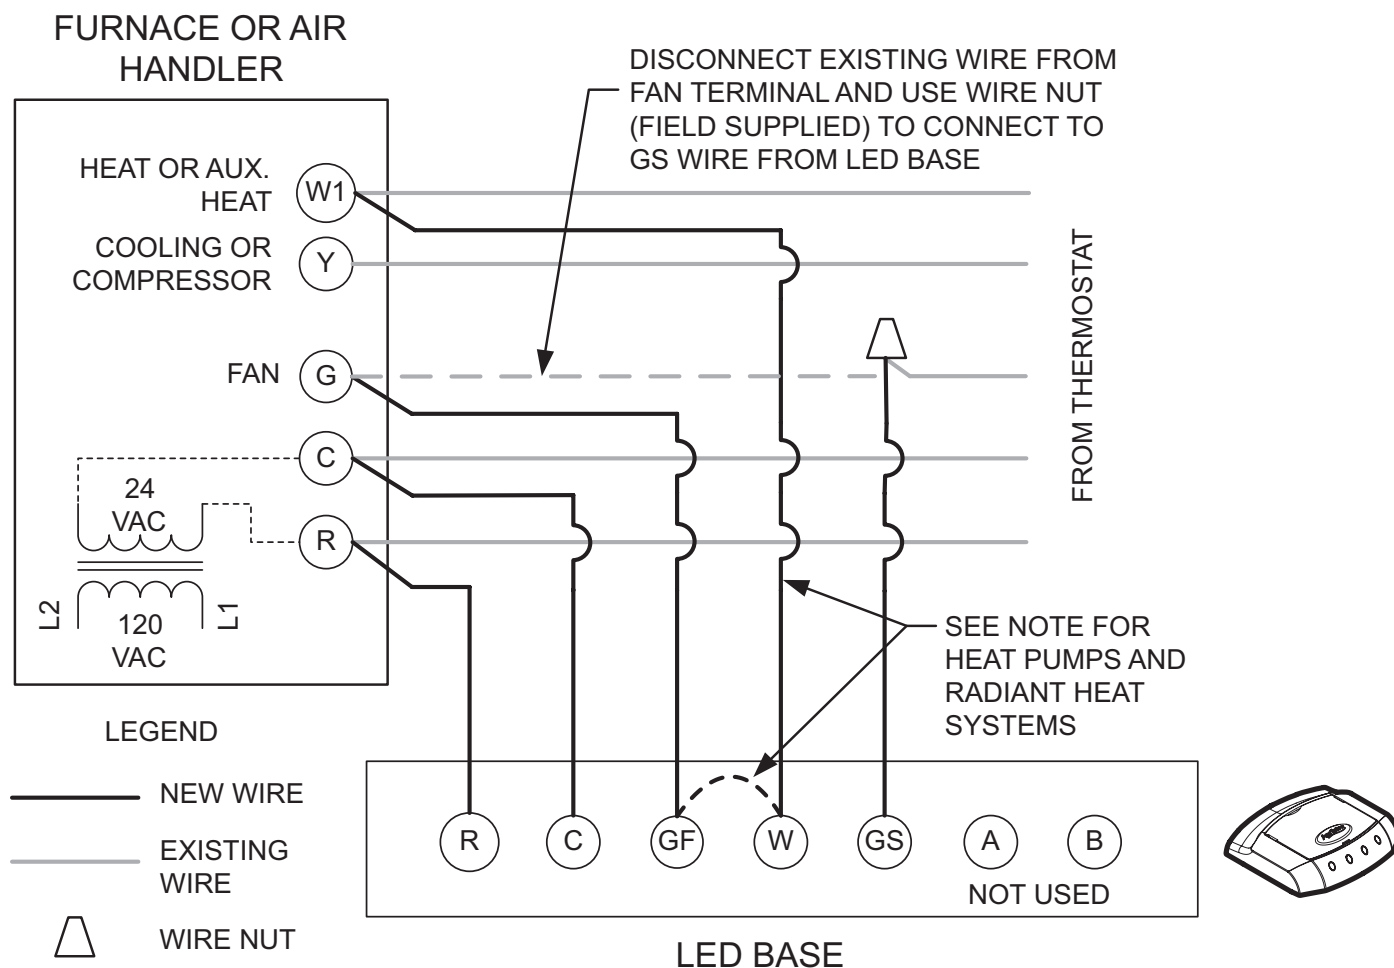 FURNACE OR AIR
HANDLER
DISCONNECT EXISTING WIRE FROM
FAN TERMINAL AND USE WIRE NUT
(FIELD SUPPLIED) TO CONNECT TO
GS WIRE FROM LED BASE
HEAT OR AUX.
HEAT
W1
COOLING OR
COMPRESSOR
Y
FAN
G
C
24
VAC
R
L2
120
VAC
L1
FROM THERMOSTAT
SEE NOTE FOR
HEAT PUMPS AND
RADIANT HEAT
SYSTEMS
LEGEND
NEW WIRE
EXISTING
WIRE
WIRE NUT
R
C
GF
W
GS
A
B
NOT USED
LED BASE